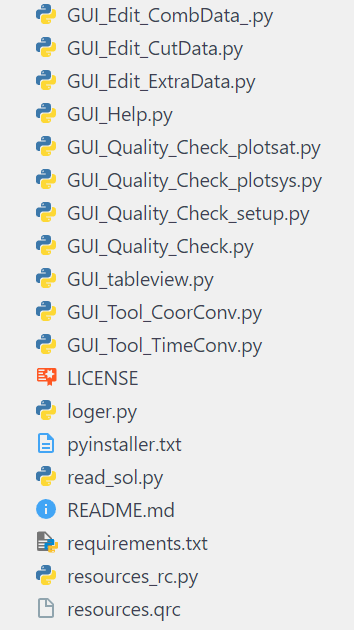 GUI_Edit_CombData_.py
GUI_Edit_CutData.py
GUI_Edit_ExtraData.py
GUI_Help.py
GUI_Quality_Check_plotsat.py
GUI_Quality_Check_plotsys.py
GUI_Quality_Check_setup.py
GUI_Quality_Check.py
GUI_tableview.py
GUI_Tool_CoorConv.py
GUI_Tool_TimeConv.py
LICENSE
loger.py
pyinstaller.txt
read_sol.py
README.md
requirements.txt
resources_rc.py
resources.qrc